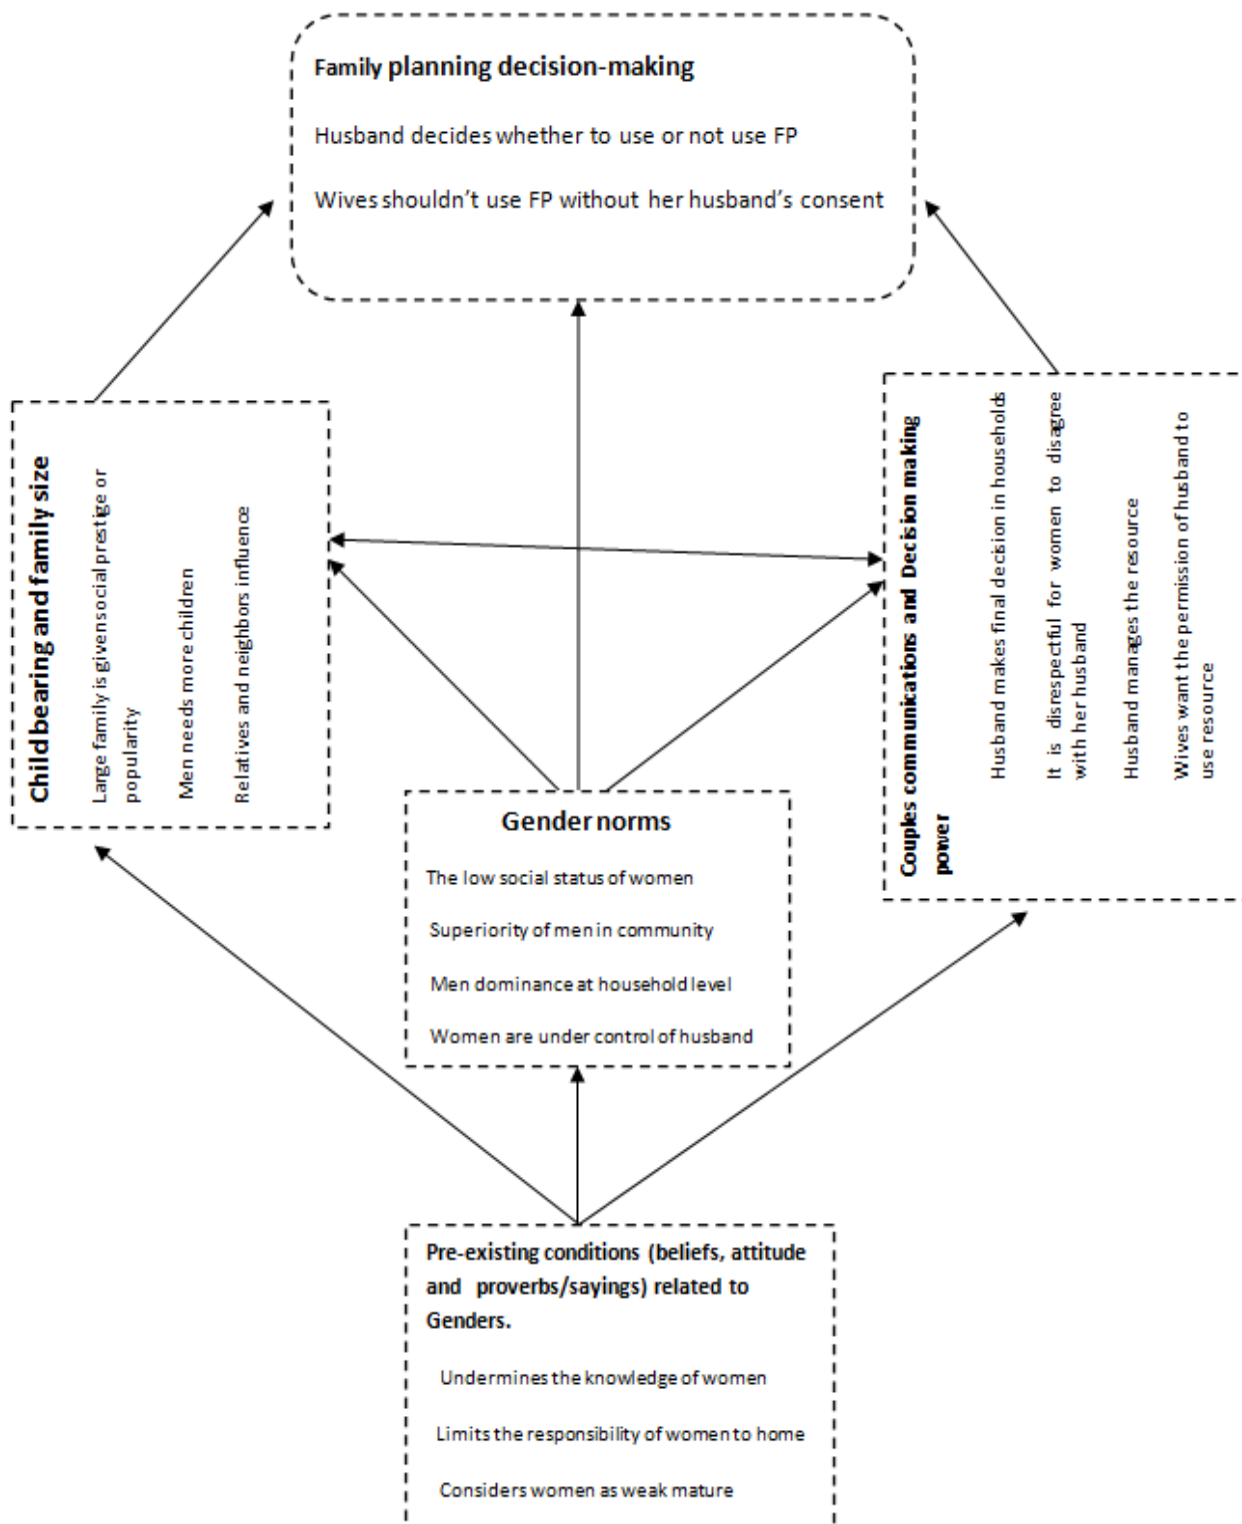 Family planning decision-making
Husband decides whether to use or not use FP
Wives shouldn't use FP without her husband's consent
Childbearing and family size
Large family is given social prestige or
popularity
Men needs more children
Relatives and neighbors influence
Couples communications and Decision making
power
Husband makes final decision in households
It is disrespectful for women to disagree
with her husband
Husband manages the resource
Wives want the permission of husband to
use resource
Gender norms
The low social status of women
Superiority of men in community
Men dominance at household level
Women are under control of husband
Pre-existing conditions (beliefs, attitude
and proverbs/sayings) related to
Genders.
Undermines the knowledge of women
Limits the responsibility of women to home
Considers women as weak mature